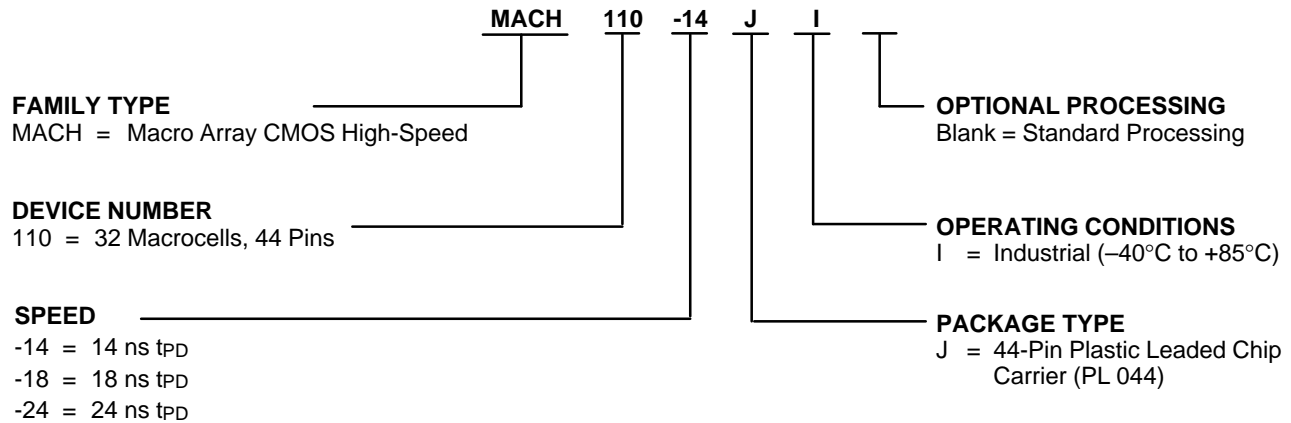 MACH 110 -14 J I
FAMILY TYPE
MACH = Macro Array CMOS High-Speed
DEVICE NUMBER
110 = 32 Macrocells, 44 Pins
SPEED
-14 = 14 ns tPD
-18 = 18 ns tPD
-24 = 24 ns tPD
OPTIONAL PROCESSING
Blank = Standard Processing
OPERATING CONDITIONS
I = Industrial (–40°C to +85°C)
PACKAGE TYPE
J = 44-Pin Plastic Leaded Chip
Carrier (PL 044)